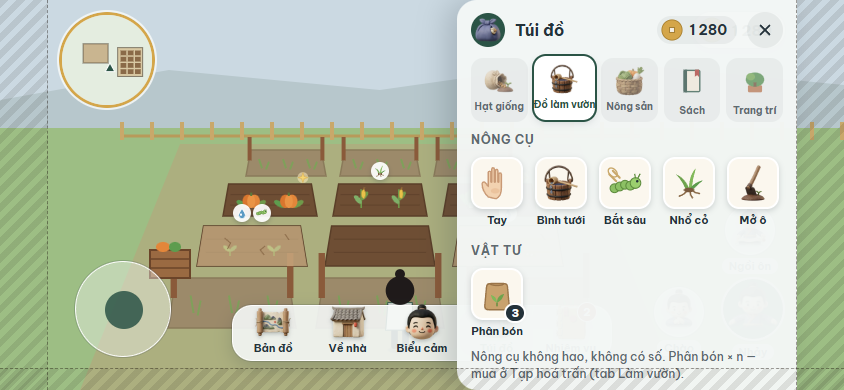 Túi đồ
1 280
Hạt giống
Đồ làm vườn
Nông sản
Sách
Trang trí
NÔNG CỤ
Tay
Bình tưới
Bắt sâu
Nhổ cỏ
Mở ô
VẬT TƯ
3
Phân bón
Nông cụ không hao, không có số. Phân bón × n —
mua ở Tạp hoá trấn (tab Làm vườn).
Bản đồ
Về nhà
Biểu cảm